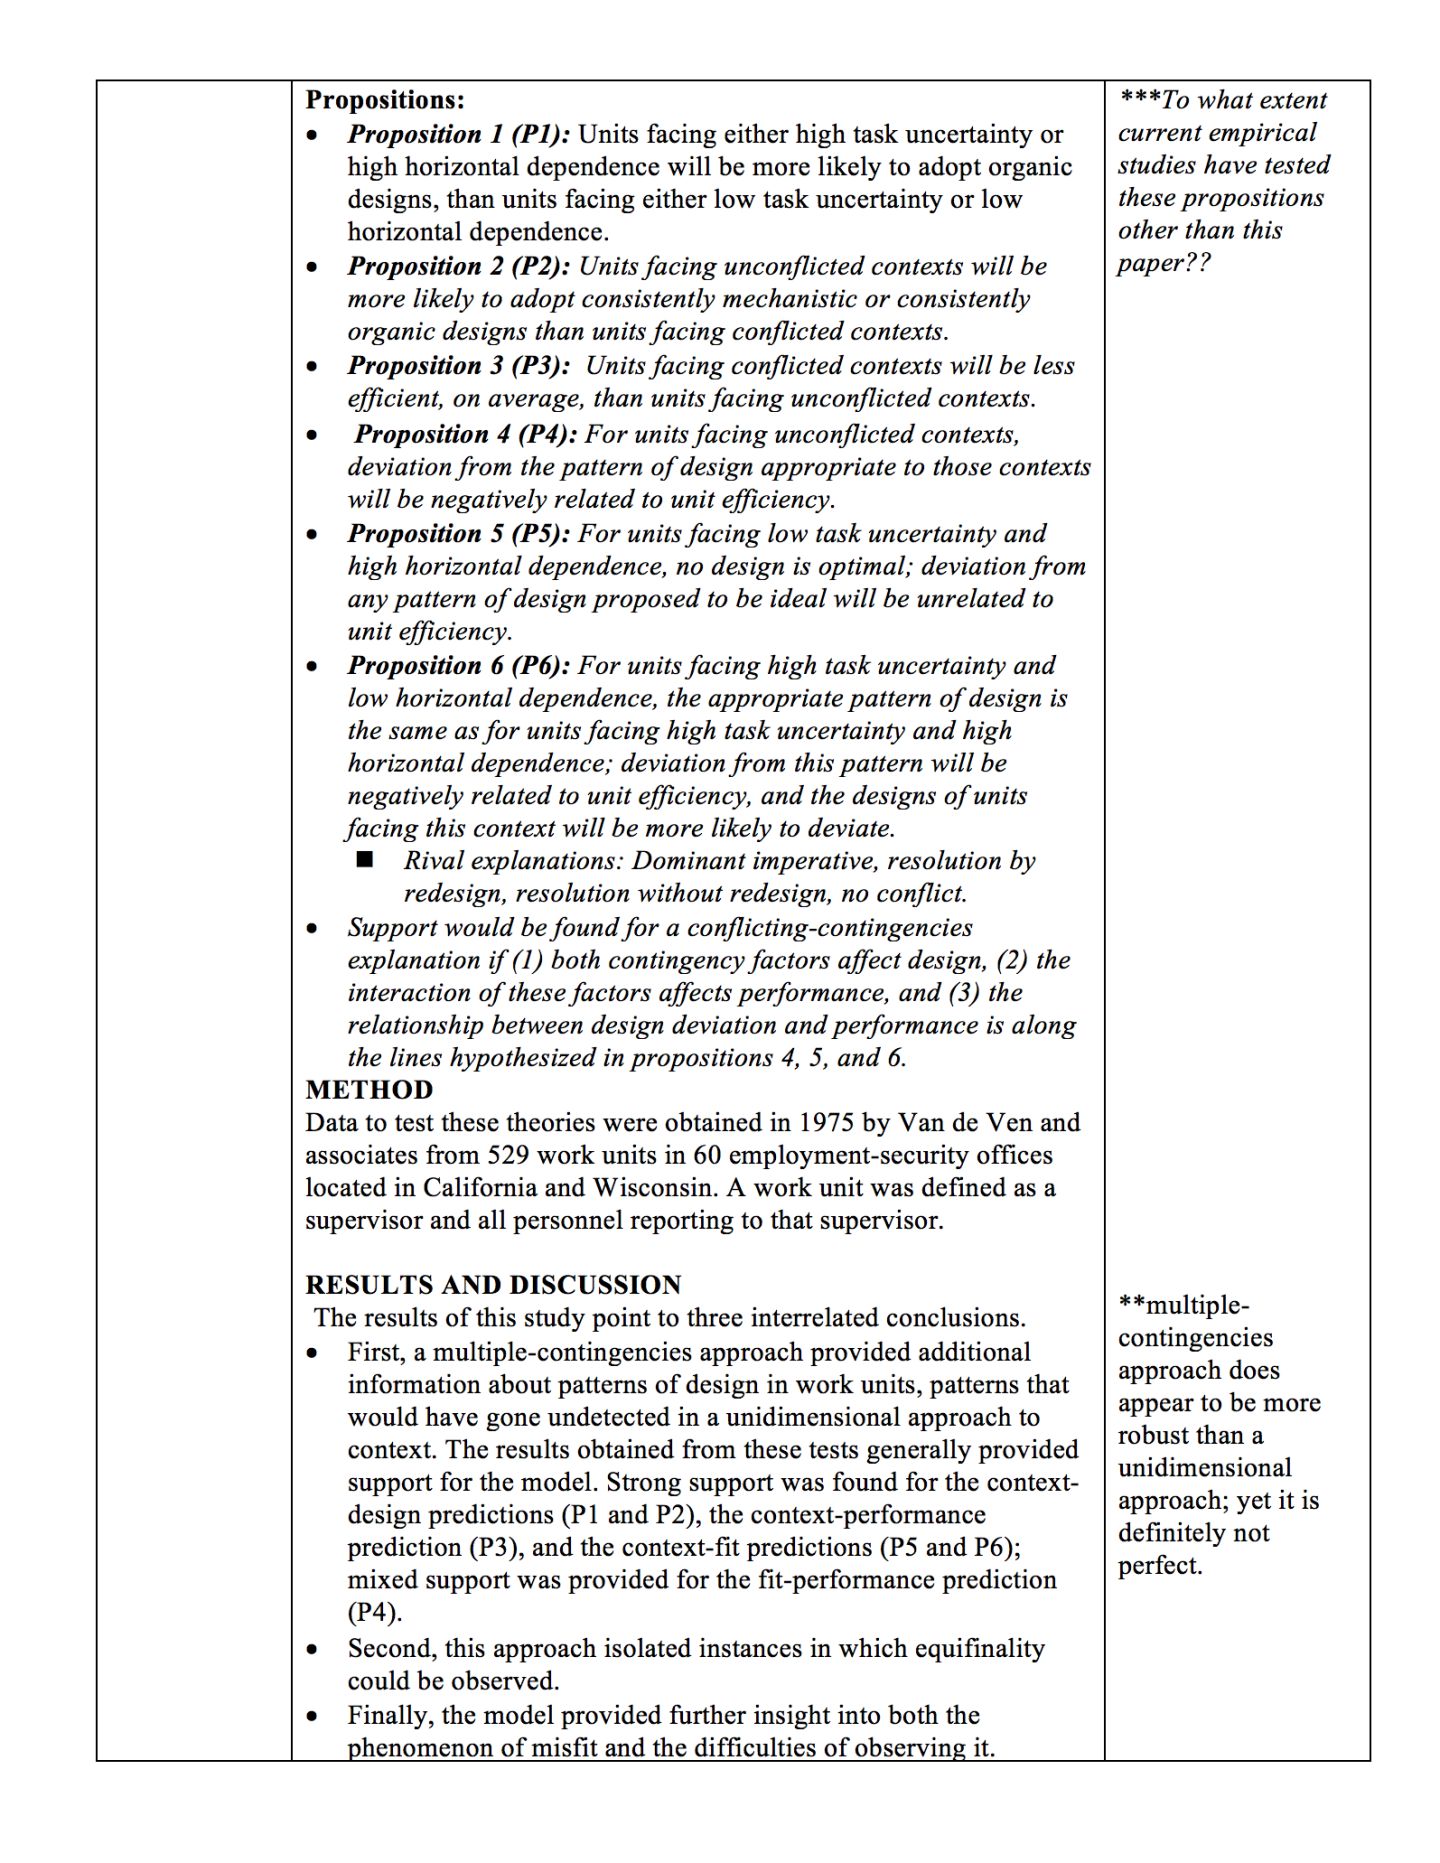 Propositions:
• Proposition 1 (P1): Units facing either high task uncertainty or
high horizontal dependence will be more likely to adopt organic
designs, than units facing either low task uncertainty or low
horizontal dependence.
• Proposition 2 (P2): Units facing unconflicted contexts will be
more likely to adopt consistently mechanistic or consistently
organic designs than units facing conflicted contexts.
• Proposition 3 (P3): Units facing conflicted contexts will be less
efficient, on average, than units facing unconflicted contexts.
• Proposition 4 (P4): For units facing unconflicted contexts,
deviation from the pattern of design appropriate to those contexts
will be negatively related to unit efficiency.
• Proposition 5 (P5): For units facing low task uncertainty and
high horizontal dependence, no design is optimal; deviation from
any pattern of design proposed to be ideal will be unrelated to
unit efficiency.
• Proposition 6 (P6): For units facing high task uncertainty and
low horizontal dependence, the appropriate pattern of design is
the same as for units facing high task uncertainty and high
horizontal dependence; deviation from this pattern will be
negatively related to unit efficiency, and the designs of units
facing this context will be more likely to deviate.
■ Rival explanations: Dominant imperative, resolution by
redesign, resolution without redesign, no conflict.
• Support would be found for a conflicting-contingencies
explanation if (1) both contingency factors affect design, (2) the
interaction of these factors affects performance, and (3) the
relationship between design deviation and performance is along
the lines hypothesized in propositions 4, 5, and 6.
METHOD
Data to test these theories were obtained in 1975 by Van de Ven and
associates from 529 work units in 60 employment-security offices
located in California and Wisconsin. A work unit was defined as a
supervisor and all personnel reporting to that supervisor.
RESULTS AND DISCUSSION
The results of this study point to three interrelated conclusions.
• First, a multiple-contingencies approach provided additional
information about patterns of design in work units, patterns that
would have gone undetected in a unidimensional approach to
context. The results obtained from these tests generally provided
support for the model. Strong support was found for the context-
design predictions (P1 and P2), the context-performance
prediction (P3), and the context-fit predictions (P5 and P6);
mixed support was provided for the fit-performance prediction
(P4).
• Second, this approach isolated instances in which equifinality
could be observed.
• Finally, the model provided further insight into both the
phenomenon of misfit and the difficulties of observing it.
***To what extent
current empirical
studies have tested
these propositions
other than this
paper??
**multiple-
contingencies
approach does
appear to be more
robust than a
unidimensional
approach; yet it is
definitely not
perfect.